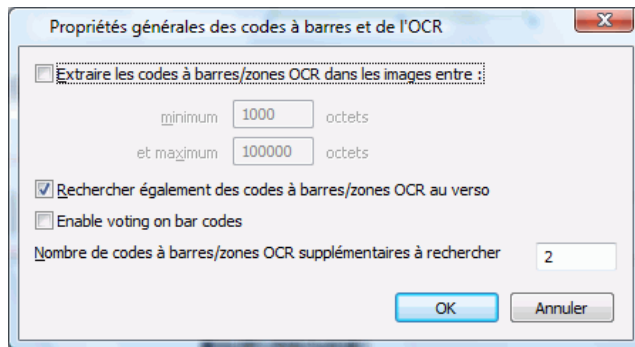 Propriétés générales des codes à barres et de l'OCR
Extraire les codes à barres/zones OCR dans les images entre :
minimum 1000 octets
et maximum 100000 octets
Rechercher également des codes à barres/zones OCR au verso
Enable voting on bar codes
Nombre de codes à barres/zones OCR supplémentaires à rechercher 2
OK Annuler